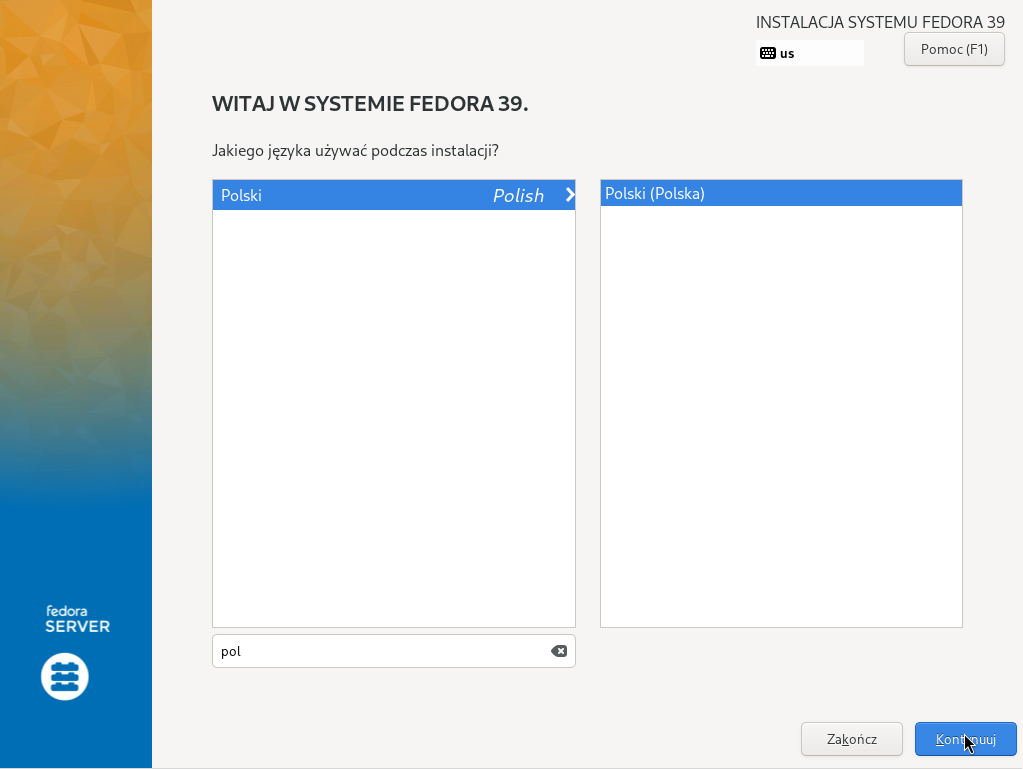 INSTALACJA SYSTEMU FEDORA 39
us
Pomoc (F1)
WITAJ W SYSTEMIE FEDORA 39.
Jakiego języka używać podczas instalacji?
Polski Polish
Polski (Polska)
pol
fedora
SERVER
Zakończ
Kontynuuj